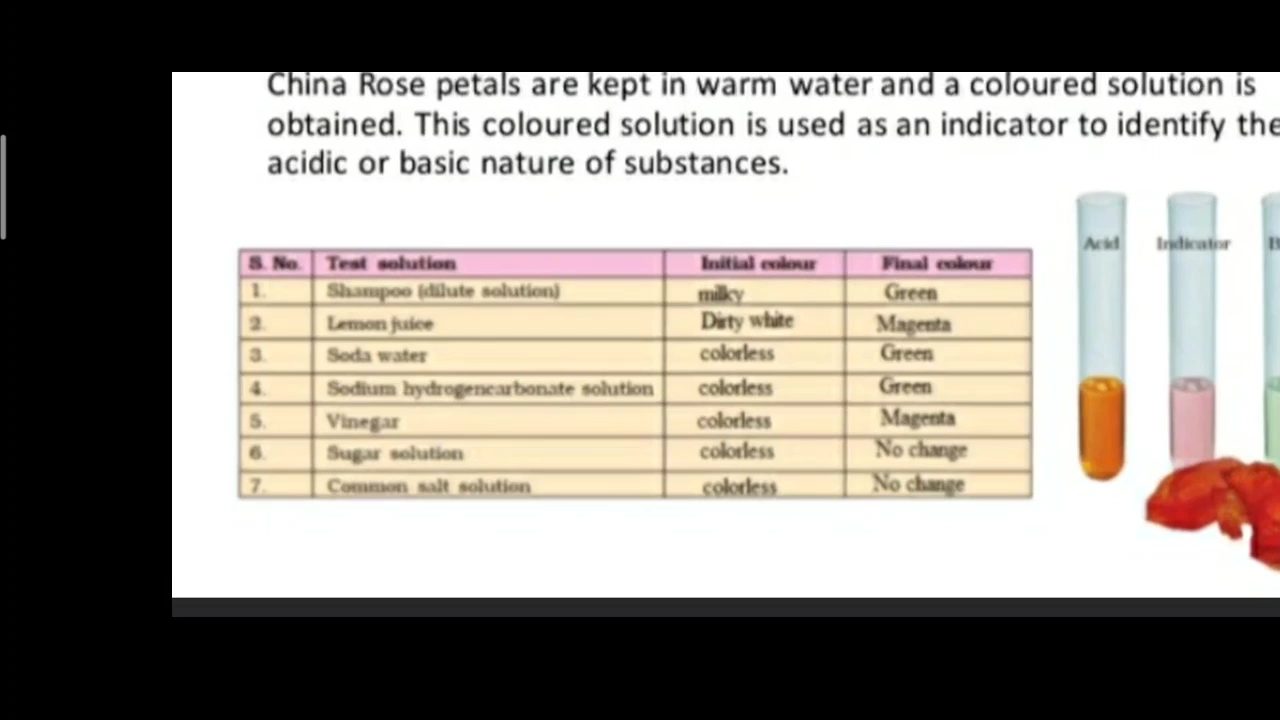 China Rose petals are kept in warm water and a coloured solution is
obtained. This coloured solution is used as an indicator to identify the
acidic or basic nature of substances.
Acid Indicator
S. No. Test solution Initial colour Final colour
1. Shampoo (dilute solution) milky Green
2. Lemon juice Dirty white Magenta
3. Soda water colorless Green
4. Sodium hydrogencarbonate solution colorless Green
5. Vinegar colorless Magenta
6. Sugar solution colorless No change
7. Common salt solution colorless No change